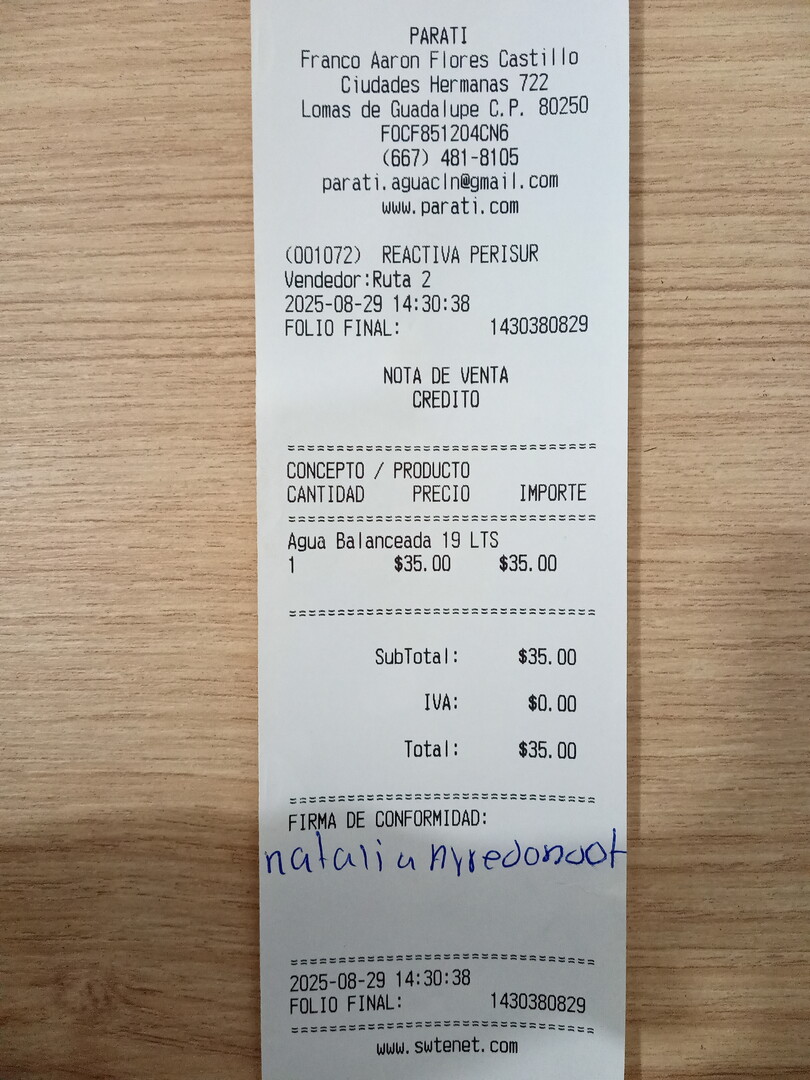 PARATI
Franco Aaron Flores Castillo
Ciudades Hermanas 722
Lomas de Guadalupe C.P. 80250
FOCF851204CN6
(667) 481-8105
parati.aguacln@gmail.com
www.parati.com
(001072) REACTIVA PERISUR
Vendedor:Ruta 2
2025-08-29 14:30:38
FOLIO FINAL: 1430380829
NOTA DE VENTA
CREDITO
CONCEPTO / PRODUCTO
CANTIDAD PRECIO IMPORTE
Agua Balanceada 19 LTS
1 $35.00 $35.00
SubTotal: $35.00
IVA: $0.00
Total: $35.00
FIRMA DE CONFORMIDAD:
natalia
2025-08-29 14:30:38
FOLIO FINAL: 1430380829
www.swtenet.com